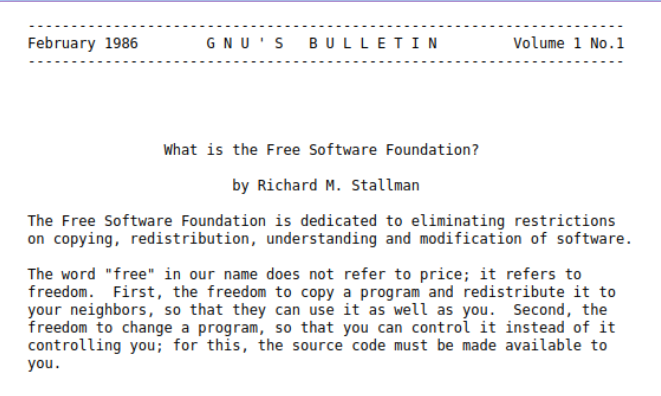 ----------------------------------------------------------------------
February 1986        G N U ' S   B U L L E T I N         Volume 1 No.1
----------------------------------------------------------------------
What is the Free Software Foundation?
by Richard M. Stallman
The Free Software Foundation is dedicated to eliminating restrictions
on copying, redistribution, understanding and modification of software.
The word "free" in our name does not refer to price; it refers to
freedom.  First, the freedom to copy a program and redistribute it to
your neighbors, so that they can use it as well as you.  Second, the
freedom to change a program, so that you can control it instead of it
controlling you; for this, the source code must be made available to
you.